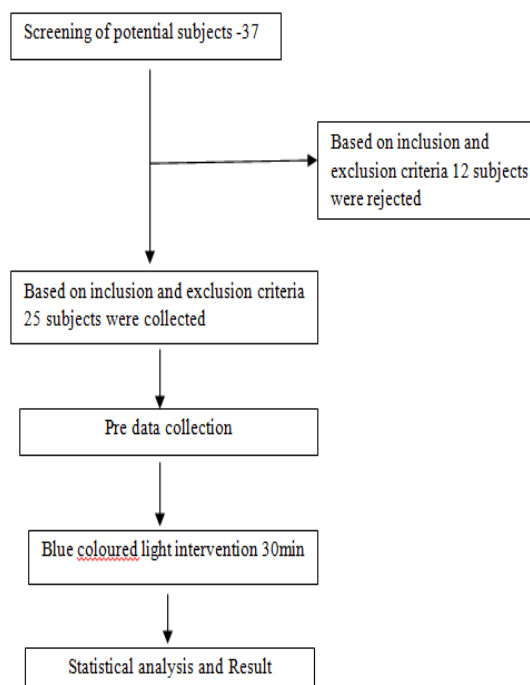 Screening of potential subjects -37
Based on inclusion and
exclusion criteria 12 subjects
were rejected
Based on inclusion and exclusion criteria
25 subjects were collected
Pre data collection
Blue coloured light intervention 30min
Statistical analysis and Result